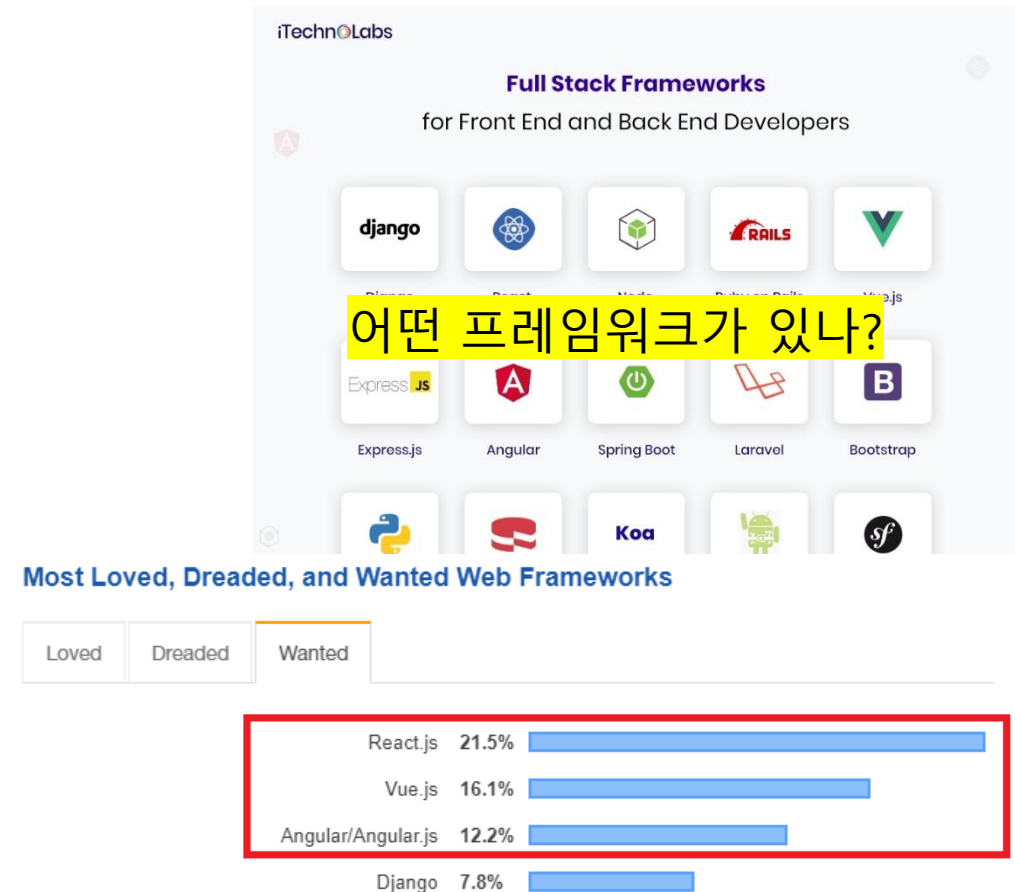 iTechnoLabs
Full Stack Frameworks
for Front End and Back End Developers
django
RAILS
어떤 프레임워크가 있나?
Express JS
B
Express.js Angular Spring Boot Laravel Bootstrap
Koa
sf
Most Loved, Dreaded, and Wanted Web Frameworks
Loved Dreaded Wanted
React.js 21.5%
Vue.js 16.1%
Angular/Angular.js 12.2%
Django 7.8%